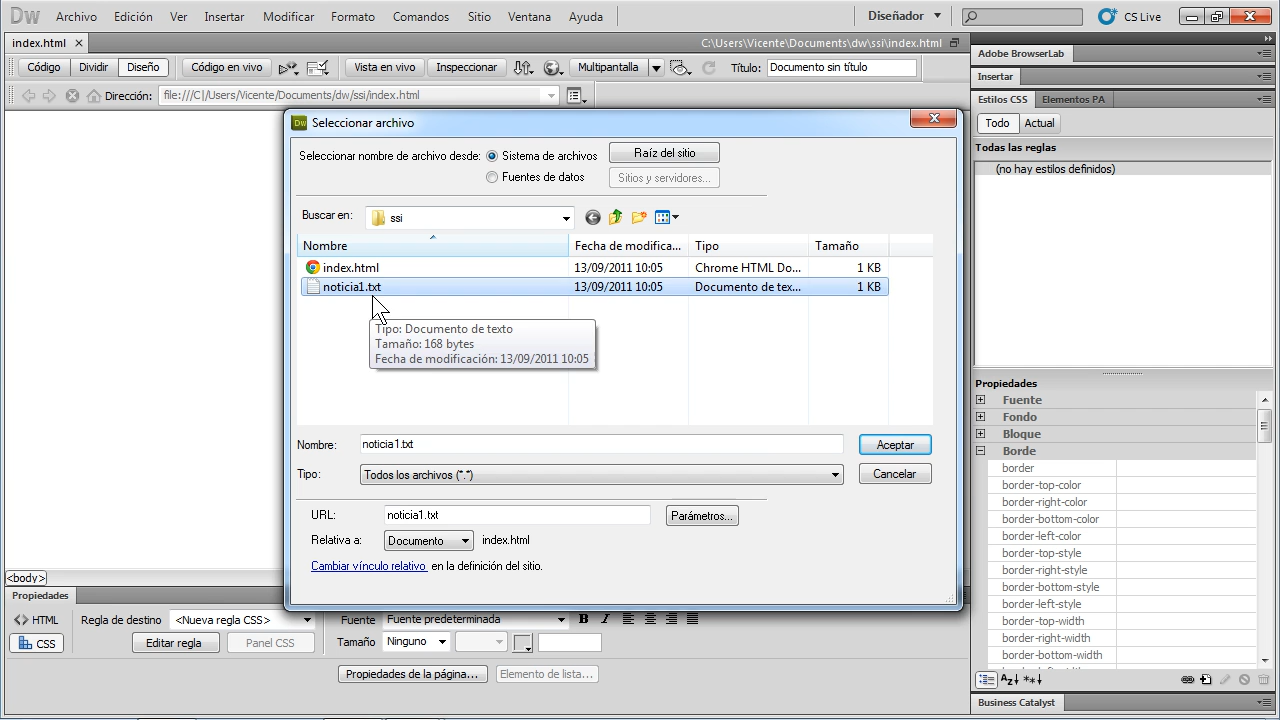 Dw Archivo Edición Ver Insertar Modificar Formato Comandos Sitio Ventana Ayuda Diseñador CS Live
index.html C:\Users\Vicente\Documents\dw\ssi\index.html
Código Dividir Diseño Código en vivo Vista en vivo Inspeccionar Multipantalla Título: Documento sin título
Dirección: file:///C|/Users/Vicente/Documents/dw/ssi/index.html
Seleccionar archivo
Seleccionar nombre de archivo desde: Sistema de archivos Raíz del sitio
Fuentes de datos Sitios y servidores...
Buscar en: ssi
Nombre Fecha de modifica... Tipo Tamaño
index.html 13/09/2011 10:05 Chrome HTML Do... 1 KB
noticia1.txt 13/09/2011 10:05 Documento de tex... 1 KB
Tipo: Documento de texto
Tamaño: 168 bytes
Fecha de modificación: 13/09/2011 10:05
Nombre: noticia1.txt Aceptar
Tipo: Todos los archivos (*.*) Cancelar
URL: noticia1.txt Parámetros...
Relativa a: Documento index.html
Cambiar vínculo relativo en la definición del sitio.
<body>
Propiedades
HTML Regla de destino <Nueva regla CSS> Fuente Fuente predeterminada B I
CSS Editar regla Panel CSS Tamaño Ninguno
Propiedades de la página... Elemento de lista...
Adobe BrowserLab
Insertar
Estilos CSS Elementos PA
Todo Actual
Todas las reglas
(no hay estilos definidos)
Propiedades
Fuente
Fondo
Bloque
Borde
border
border-top-color
border-right-color
border-bottom-color
border-left-color
border-top-style
border-right-style
border-bottom-style
border-left-style
border-top-width
border-right-width
border-bottom-width
Business Catalyst